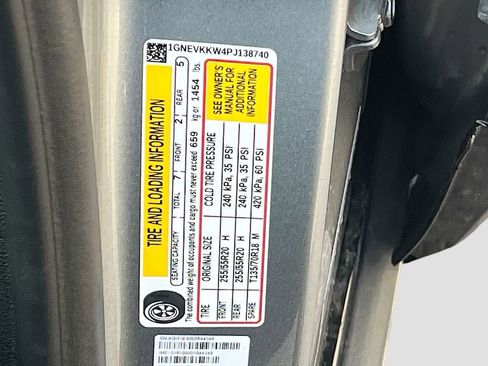 1GNEVKKW4PJ138740
TIRE AND LOADING INFORMATION
SEATING CAPACITY TOTAL 7 FRONT 2 REAR 5
The combined weight of occupants and cargo must never exceed 659 kg or 1454 lbs.
TIRE ORIGINAL SIZE COLD TIRE PRESSURE
FRONT 255/55R20 H 240 kPa, 35 PSI
REAR 255/55R20 H 240 kPa, 35 PSI
SPARE T135/70R18 M 420 kPa, 60 PSI
SEE OWNER'S
MANUAL FOR
ADDITIONAL
INFORMATION